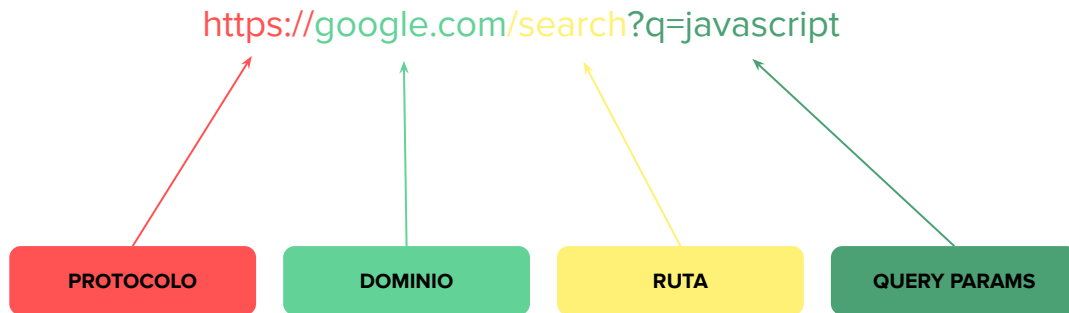 https://google.com/search?q=javascript
PROTOCOLO
DOMINIO
RUTA
QUERY PARAMS